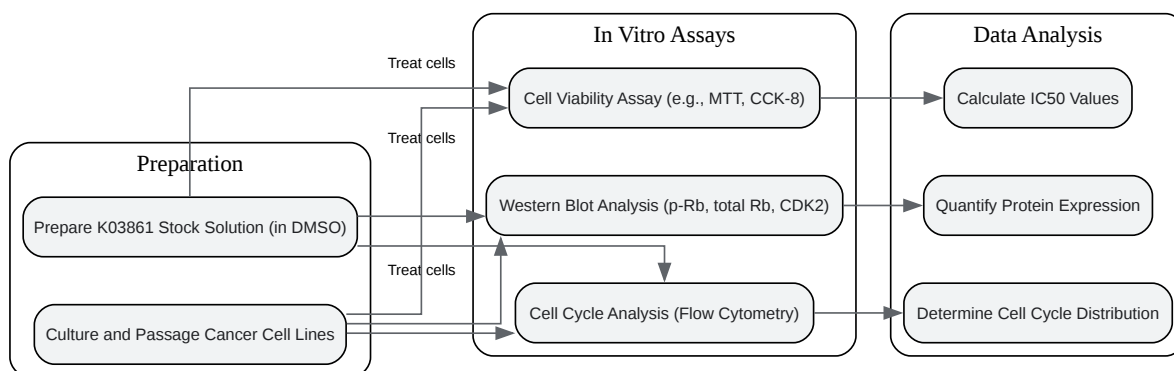 In Vitro Assays
Data Analysis
Treat cells
Cell Viability Assay (e.g., MTT, CCK-8)
Calculate IC50 Values
Treat cells
Preparation
Prepare K03861 Stock Solution (in DMSO)
Western Blot Analysis (p-Rb, total Rb, CDK2)
Quantify Protein Expression
Treat cells
Culture and Passage Cancer Cell Lines
Cell Cycle Analysis (Flow Cytometry)
Determine Cell Cycle Distribution